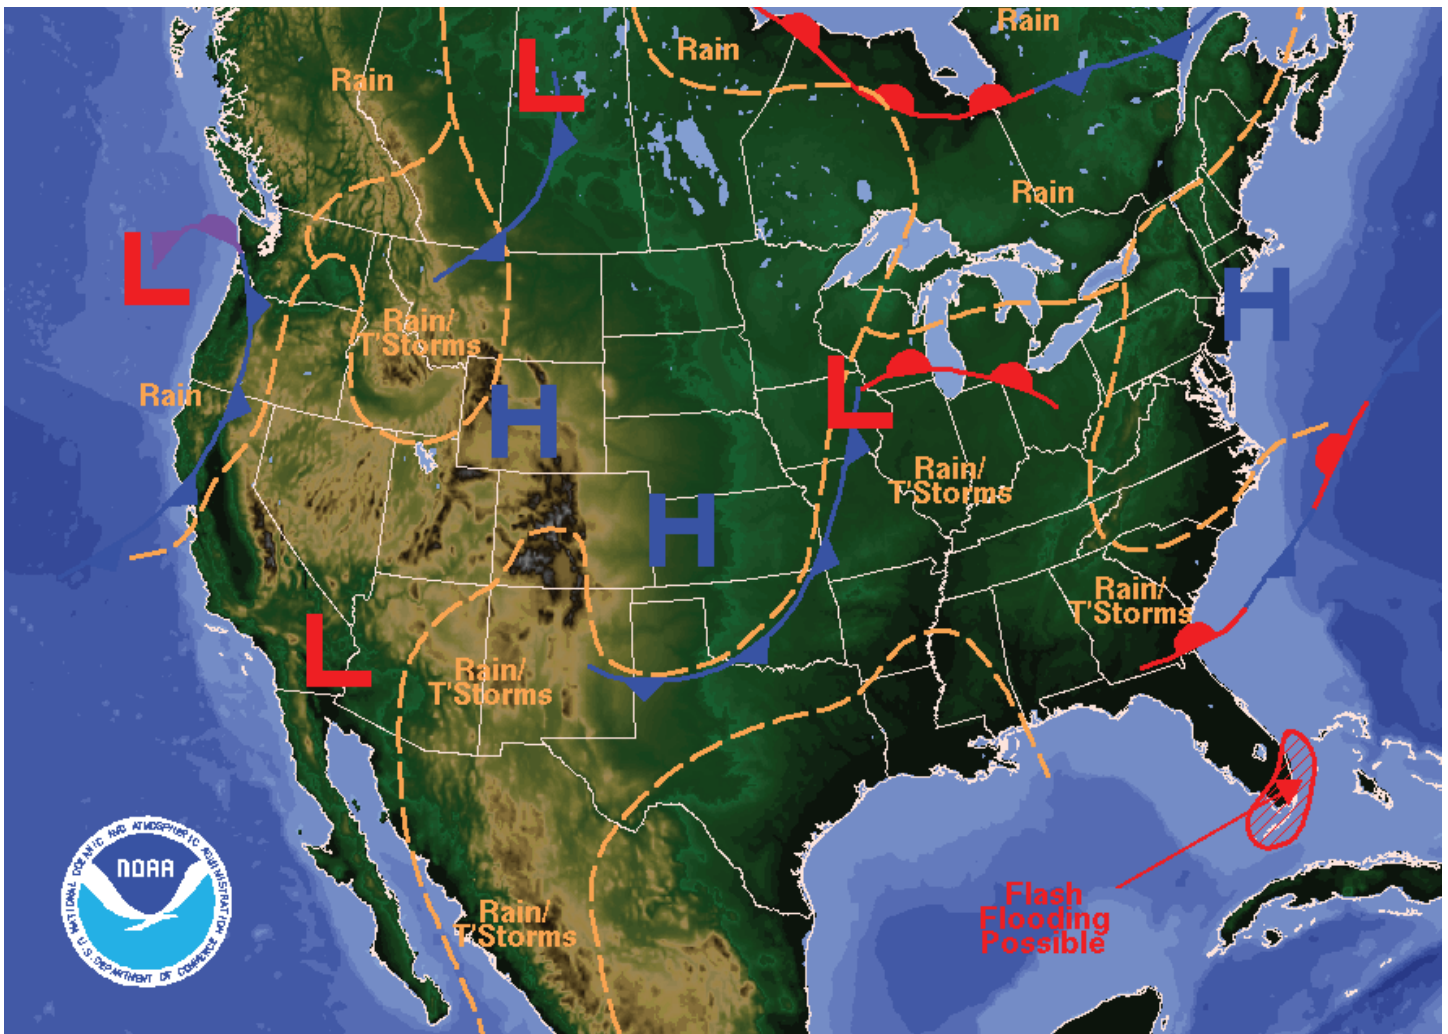 Rain
Rain
Rain
L
Rain
L
H
Rain/
T'Storms
Rain
H
L
Rain/
T'Storms
H
Rain/
T'Storms
L
Rain/
T'Storms
Flash
Flooding
Possible
Rain/
T'Storms
NATIONAL OCEANIC AND ATMOSPHERIC ADMINISTRATION
NOAA
U.S. DEPARTMENT OF COMMERCE